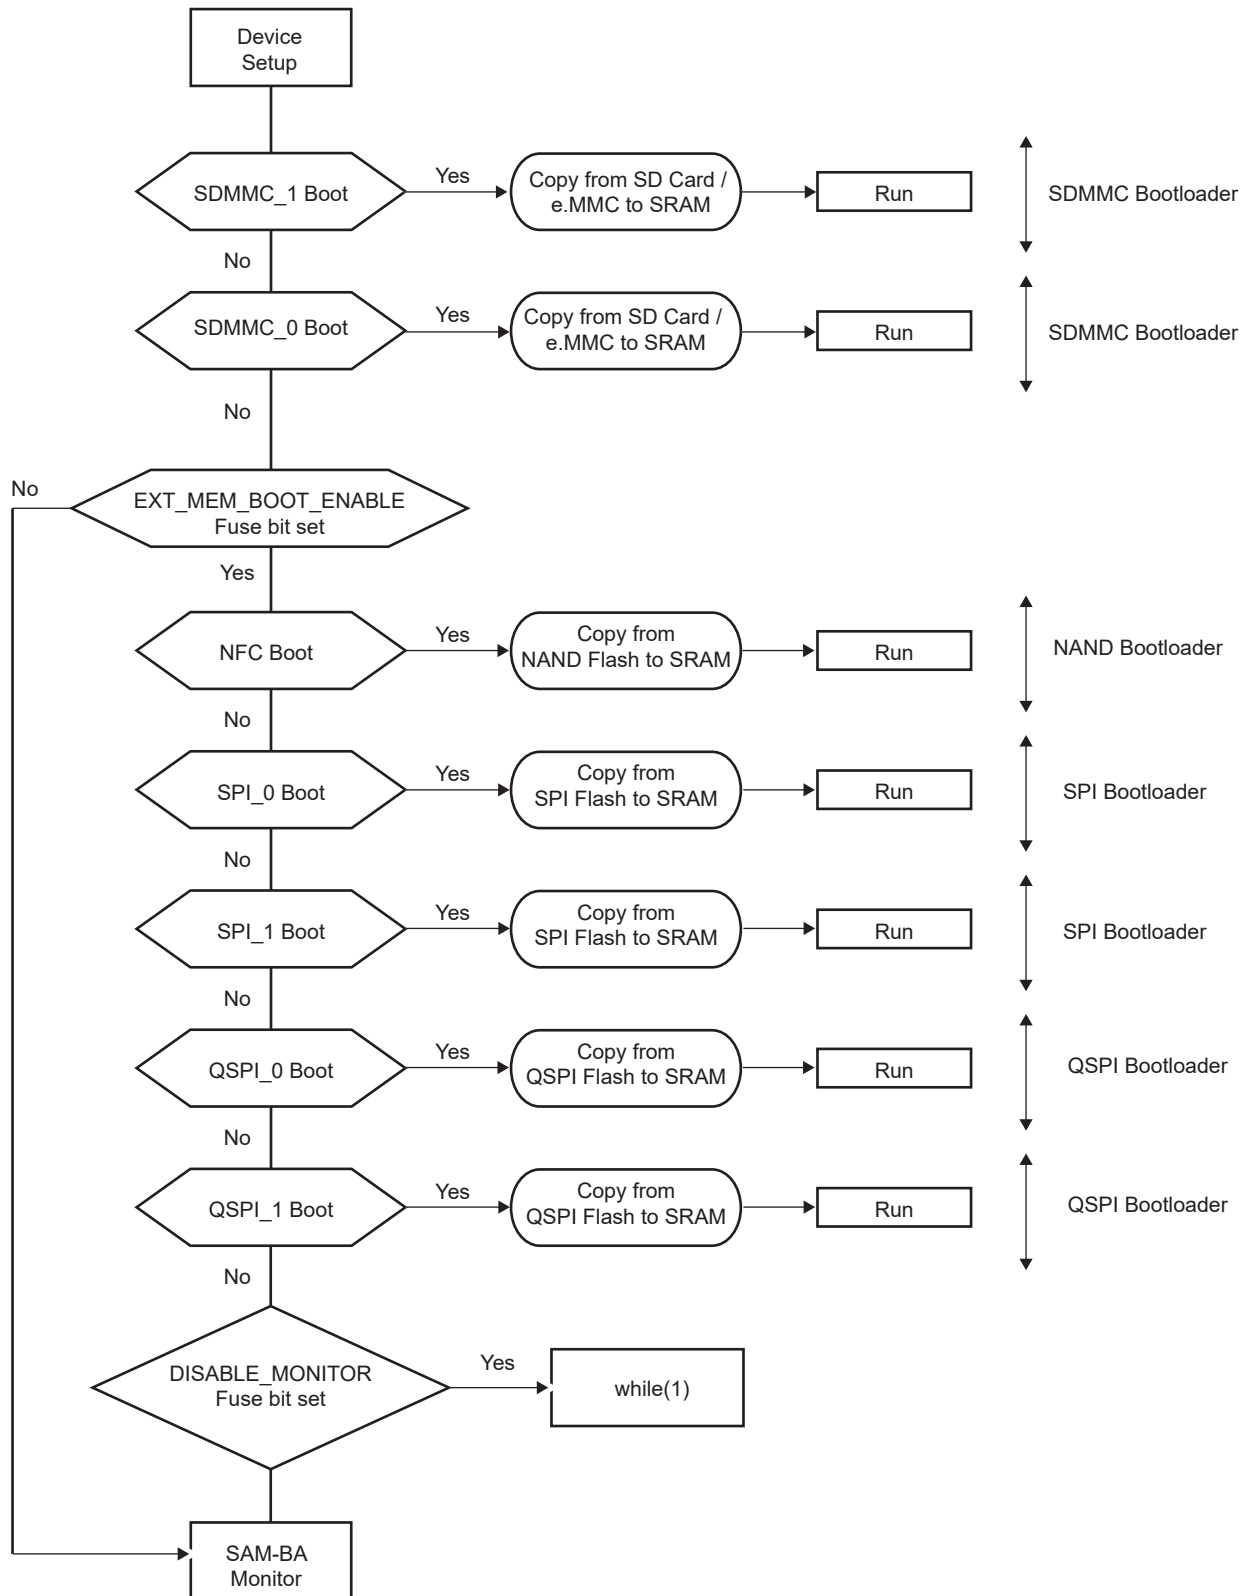 Device
Setup
SDMMC_1 Boot
Yes
Copy from SD Card /
e.MMC to SRAM
Run
SDMMC Bootloader
No
SDMMC_0 Boot
Yes
Copy from SD Card /
e.MMC to SRAM
Run
SDMMC Bootloader
No
No
EXT_MEM_BOOT_ENABLE
Fuse bit set
Yes
NFC Boot
Yes
Copy from
NAND Flash to SRAM
Run
NAND Bootloader
No
SPI_0 Boot
Yes
Copy from
SPI Flash to SRAM
Run
SPI Bootloader
No
SPI_1 Boot
Yes
Copy from
SPI Flash to SRAM
Run
SPI Bootloader
No
QSPI_0 Boot
Yes
Copy from
QSPI Flash to SRAM
Run
QSPI Bootloader
No
QSPI_1 Boot
Yes
Copy from
QSPI Flash to SRAM
Run
QSPI Bootloader
No
DISABLE_MONITOR
Fuse bit set
Yes
while(1)
SAM-BA
Monitor